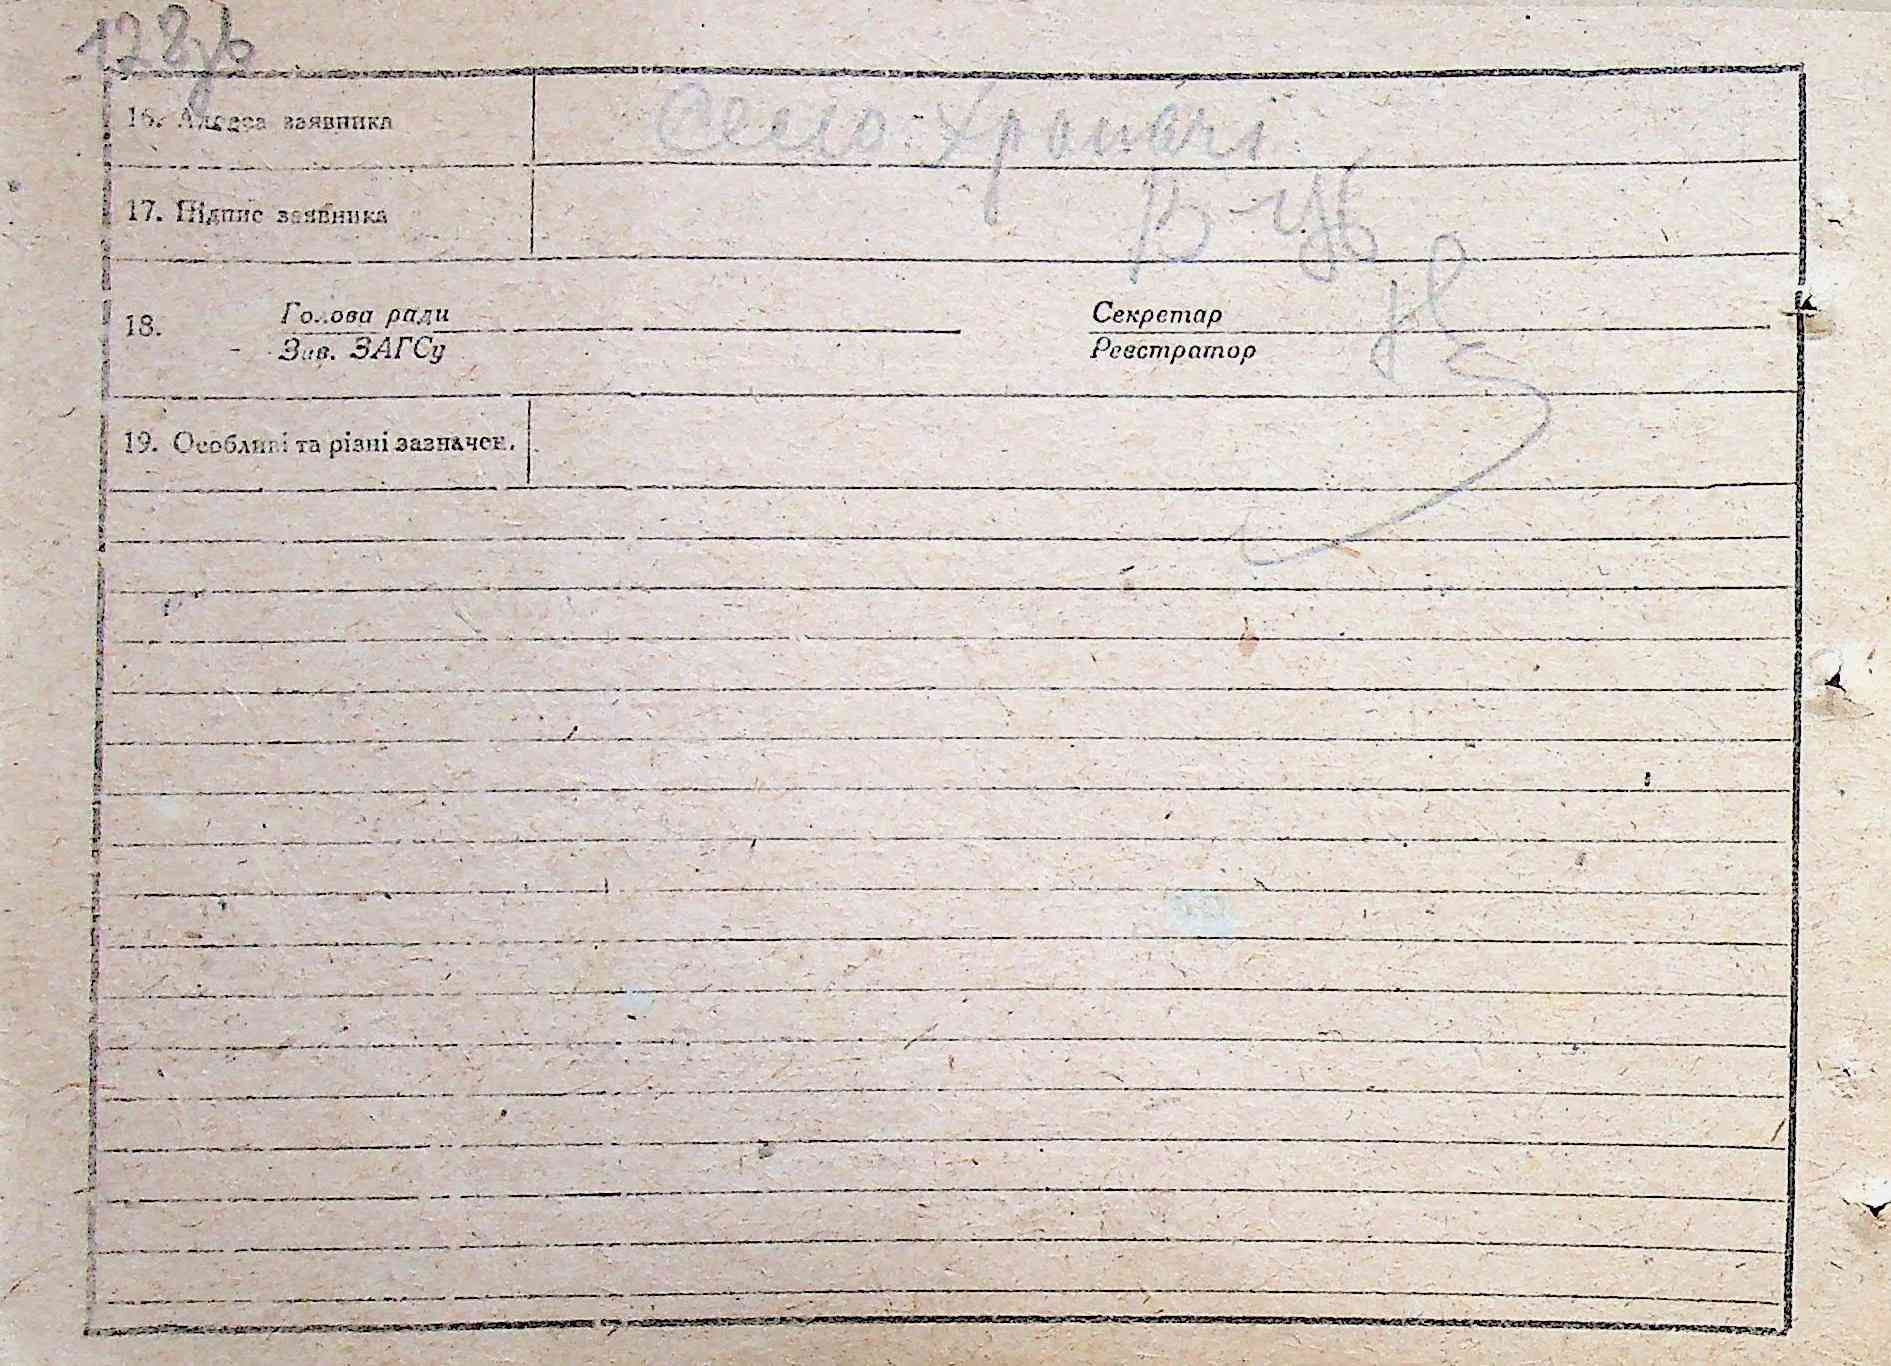 128зв
16. Адреса заявника Село Храпачі
17. Підпис заявника
18. Голова ради Секретар
Зав. ЗАГСу Реєстратор
19. Особливі та різні зазначен.